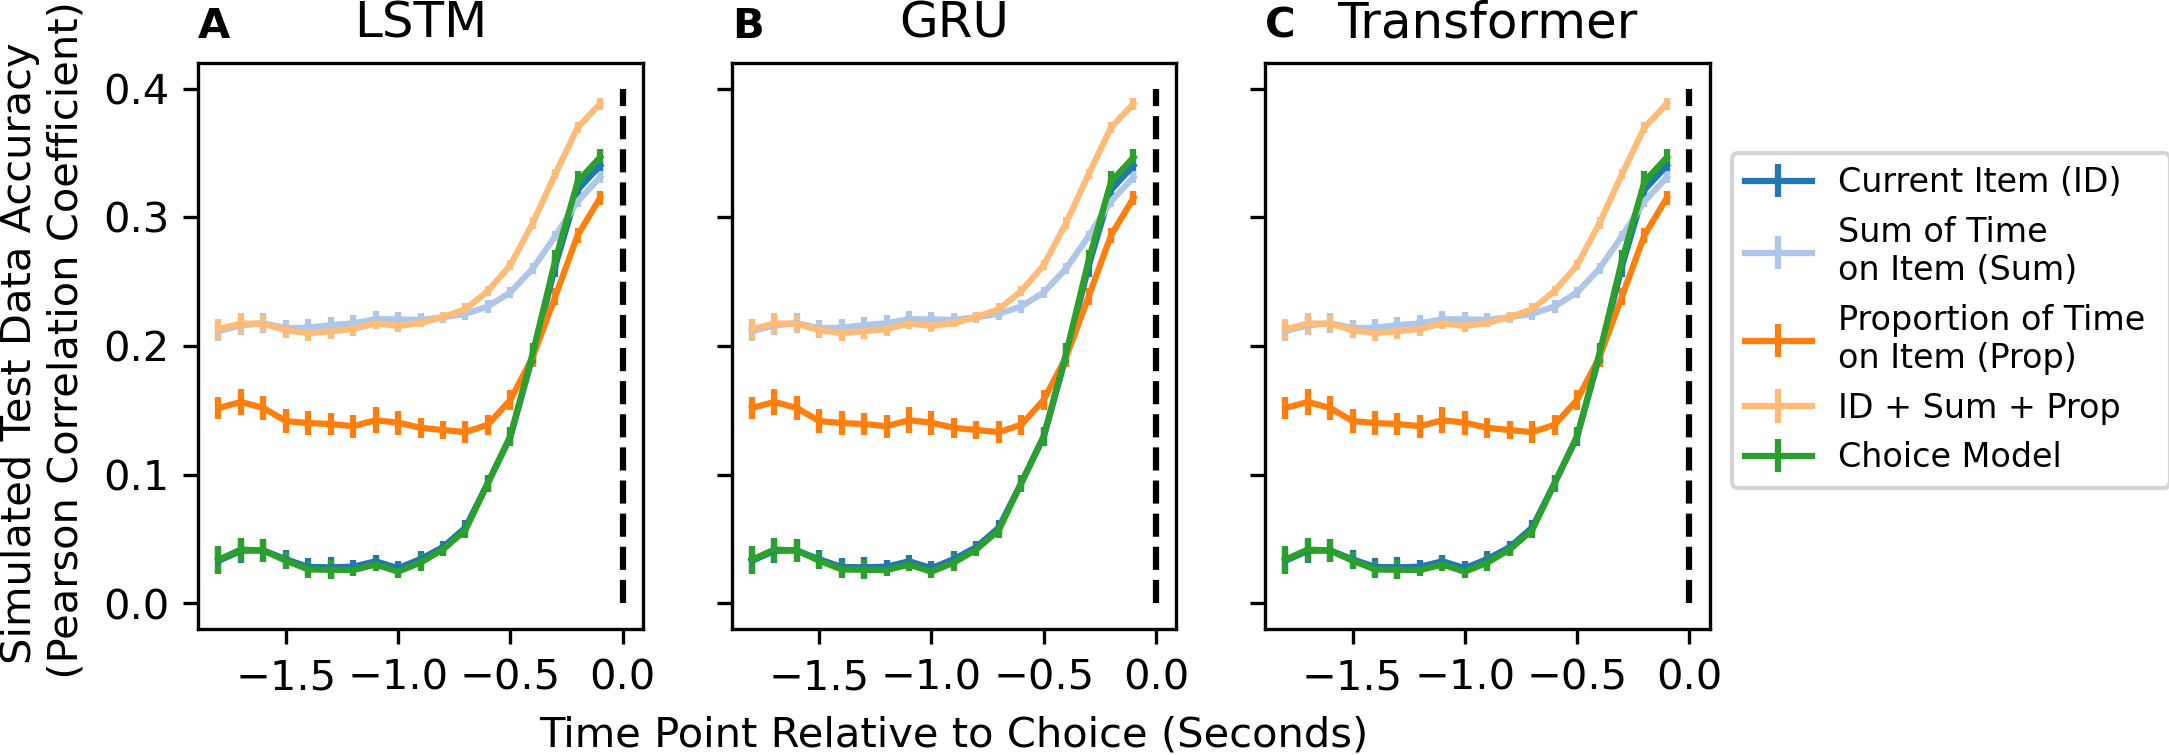 A LSTM
B GRU
C Transformer
Simulated Test Data Accuracy
(Pearson Correlation Coefficient)
0.4
0.3
0.2
0.1
0.0
−1.5 −1.0 −0.5 0.0
−1.5 −1.0 −0.5 0.0
−1.5 −1.0 −0.5 0.0
Time Point Relative to Choice (Seconds)
Current Item (ID)
Sum of Time
on Item (Sum)
Proportion of Time
on Item (Prop)
ID + Sum + Prop
Choice Model